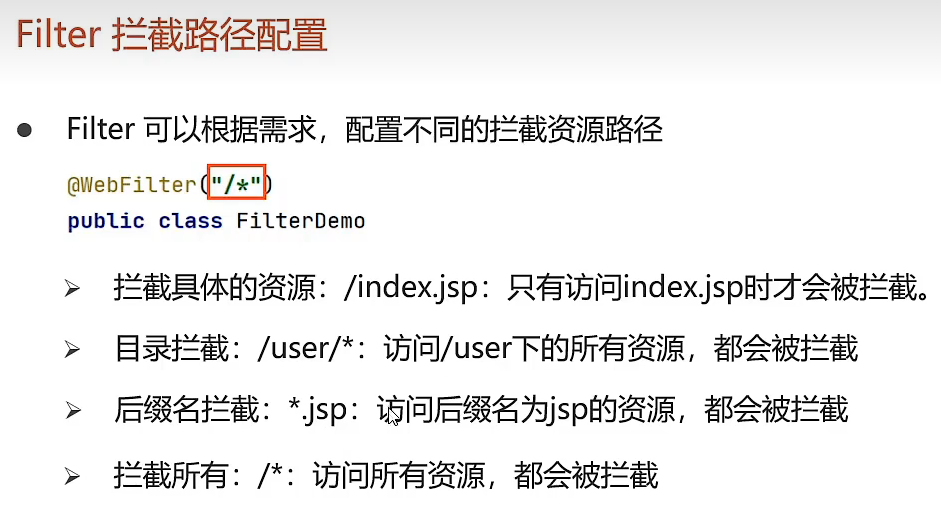 Filter 拦截路径配置
● Filter 可以根据需求，配置不同的拦截资源路径
@WebFilter("/*")
public class FilterDemo
➢ 拦截具体的资源：/index.jsp：只有访问index.jsp时才会被拦截。
➢ 目录拦截：/user/*：访问/user下的所有资源，都会被拦截
➢ 后缀名拦截：*.jsp：访问后缀名为jsp的资源，都会被拦截
➢ 拦截所有：/*：访问所有资源，都会被拦截